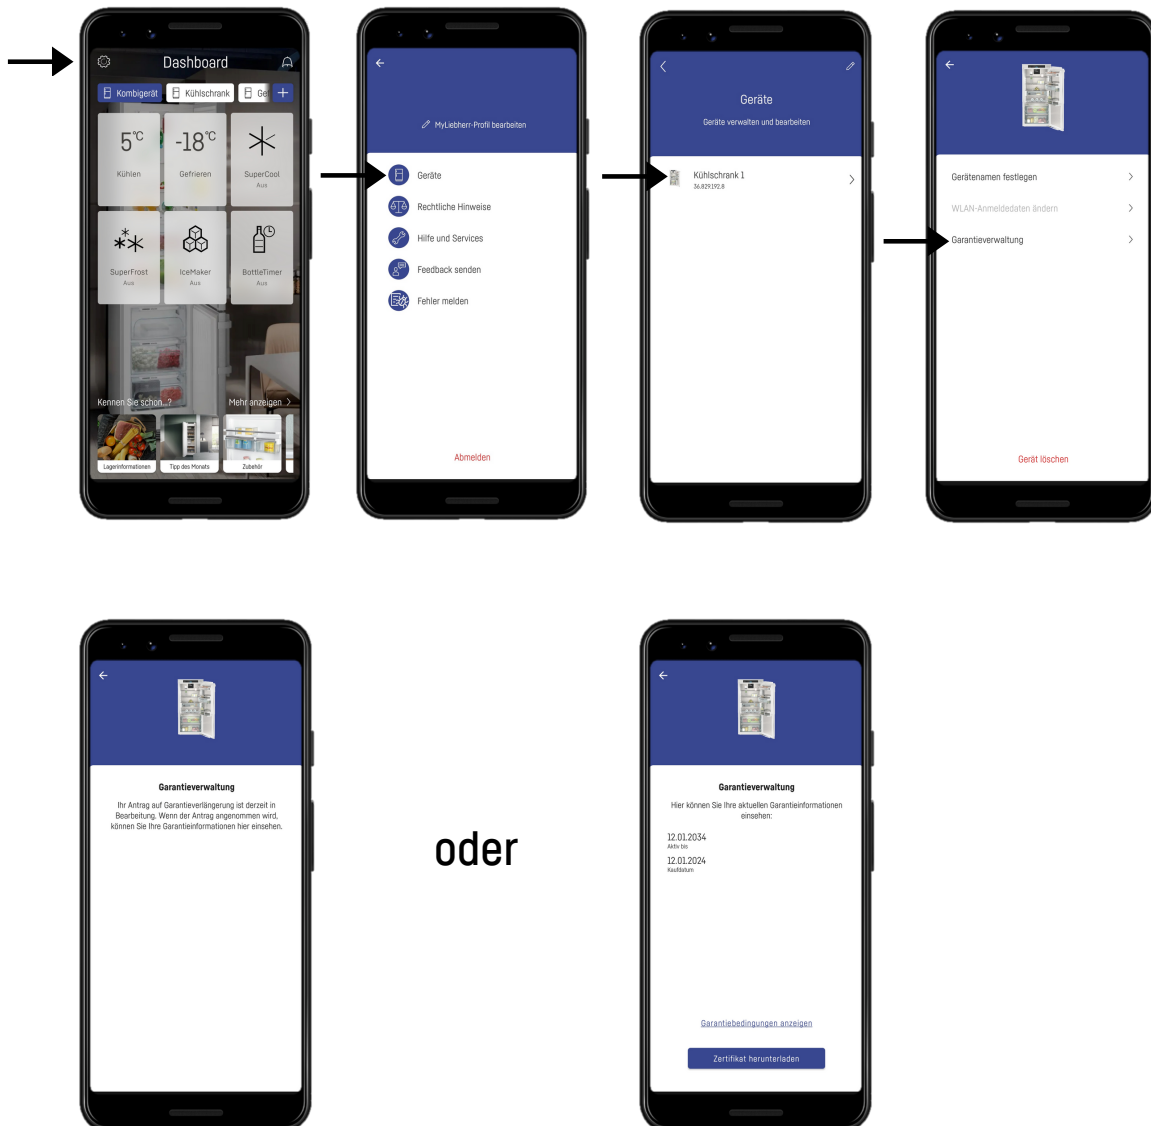 Dashboard
Kombigerät
Kühlschrank
Gef
5°C
Kühlen
-18°C
Gefrieren
SuperCool
Aus
SuperFrost
Aus
IceMaker
Aus
BottleTimer
Aus
Kennen Sie schon...?
Mehr anzeigen
Lagerinformationen
Tipp des Monats
Zubehör
MyLiebherr-Profil bearbeiten
Geräte
Rechtliche Hinweise
Hilfe und Services
Feedback senden
Fehler melden
Abmelden
Geräte
Geräte verwalten und bearbeiten
Kühlschrank 1
36.829.192.8
Gerätenamen festlegen
WLAN-Anmeldedaten ändern
Garantieverwaltung
Gerät löschen
Garantieverwaltung
Ihr Antrag auf Garantieverlängerung ist derzeit in
Bearbeitung. Wenn der Antrag angenommen wird,
können Sie Ihre Garantieinformationen hier einsehen.
oder
Garantieverwaltung
Hier können Sie Ihre aktuellen Garantieinformationen
einsehen:
12.01.2034
Aktiv bis
12.01.2024
Kaufdatum
Garantiebedingungen anzeigen
Zertifikat herunterladen